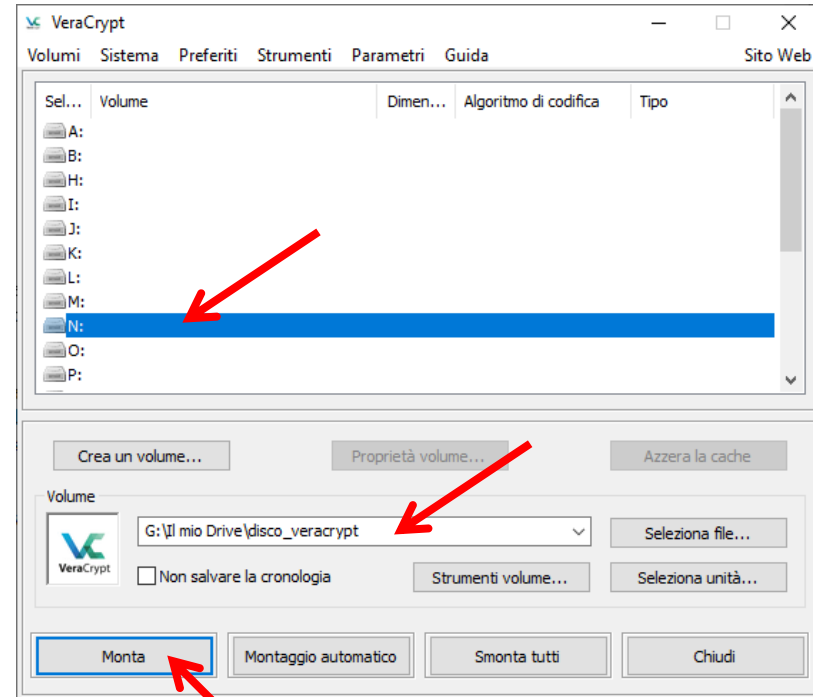 VeraCrypt
Volumi Sistema Preferiti Strumenti Parametri Guida Sito Web
Sel... Volume Dimen... Algoritmo di codifica Tipo
A:
B:
H:
I:
J:
K:
L:
M:
N:
O:
P:
Crea un volume... Proprietà volume... Azzera la cache
Volume
G:\Il mio Drive\disco_veracrypt Seleziona file...
VeraCrypt Non salvare la cronologia Strumenti volume... Seleziona unità...
Monta Montaggio automatico Smonta tutti Chiudi